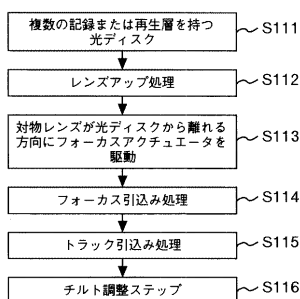 複数の記録または再生層を持つ
光ディスク
S111
レンズアップ処理
S112
対物レンズが光ディスクから離れる
方向にフォーカスアクチュエータを
駆動
S113
フォーカス引込み処理
S114
トラック引込み処理
S115
チルト調整ステップ
S116